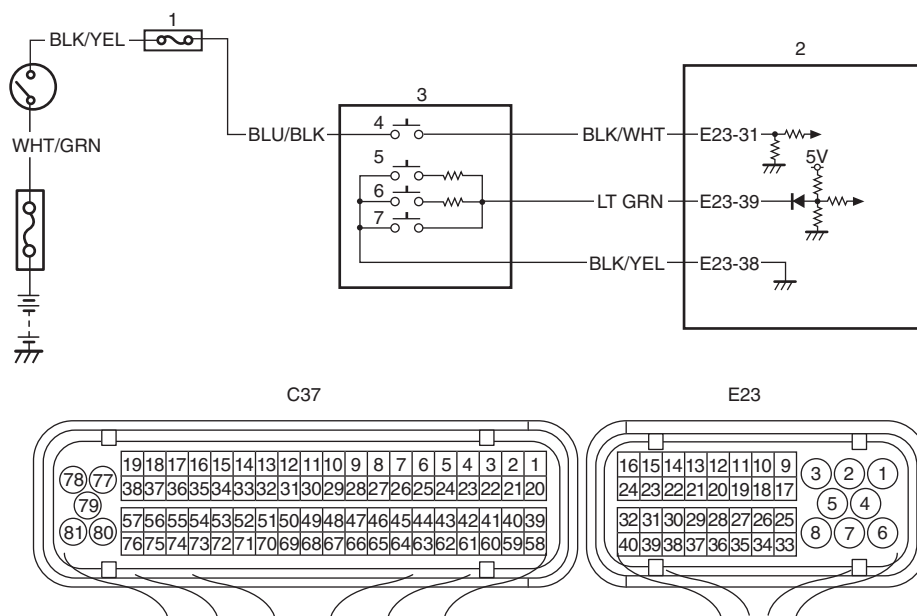 1
BLK/YEL
2
3
WHT/GRN
BLU/BLK
4
BLK/WHT
E23-31
5
5V
6
LT GRN
E23-39
7
BLK/YEL
E23-38
C37
E23
19 18 17 16 15 14 13 12 11 10 9 8 7 6 5 4 3 2 1
38 37 36 35 34 33 32 31 30 29 28 27 26 25 24 23 22 21 20
57 56 55 54 53 52 51 50 49 48 47 46 45 44 43 42 41 40 39
76 75 74 73 72 71 70 69 68 67 66 65 64 63 62 61 60 59 58
78 77
79
81 80
16 15 14 13 12 11 10 9
24 23 22 21 20 19 18 17
32 31 30 29 28 27 26 25
40 39 38 37 36 35 34 33
3 2 1
5 4
8 7 6